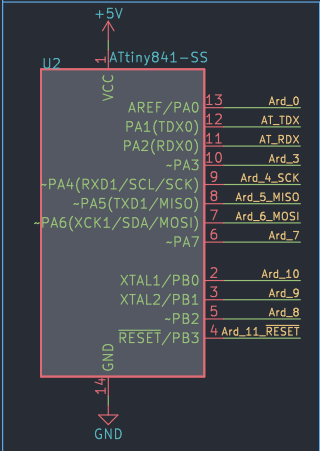 +5V
U2 ATtiny841-SS
1
VCC
AREF/PA0 13 Ard_0
PA1(TDX0) 12 AT_TDX
PA2(RDX0) 11 AT_RDX
~PA3 10 Ard_3
~PA4(RXD1/SCL/SCK) 9 Ard_4_SCK
~PA5(TXD1/MISO) 8 Ard_5_MISO
~PA6(XCK1/SDA/MOSI) 7 Ard_6_MOSI
~PA7 6 Ard_7
XTAL1/PB0 2 Ard_10
XTAL2/PB1 3 Ard_9
~PB2 5 Ard_8
RESET/PB3 4 Ard_11_RESET
GND
14
GND